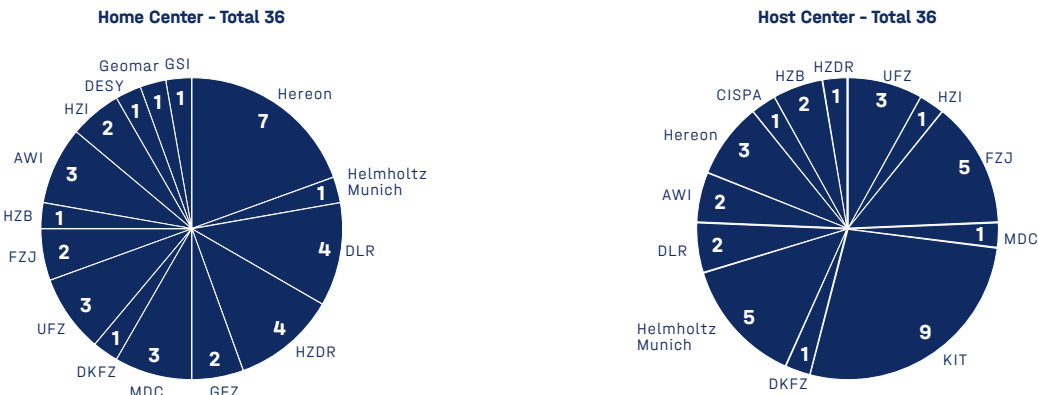 Home Center - Total 36
Geomar GSI
DESY
HZI
AWI
HZB
FZJ
UFZ
DKFZ
MDC
GFZ
HZDR
DLR
Helmholtz
Munich
Hereon
7
1
4
4
2
3
1
3
2
1
3
2
1
1
1
Host Center - Total 36
HZDR
UFZ
HZI
FZJ
MDC
KIT
DKFZ
Helmholtz
Munich
DLR
AWI
Hereon
CISPA
HZB
3
1
5
1
9
1
5
2
2
3
1
2
1